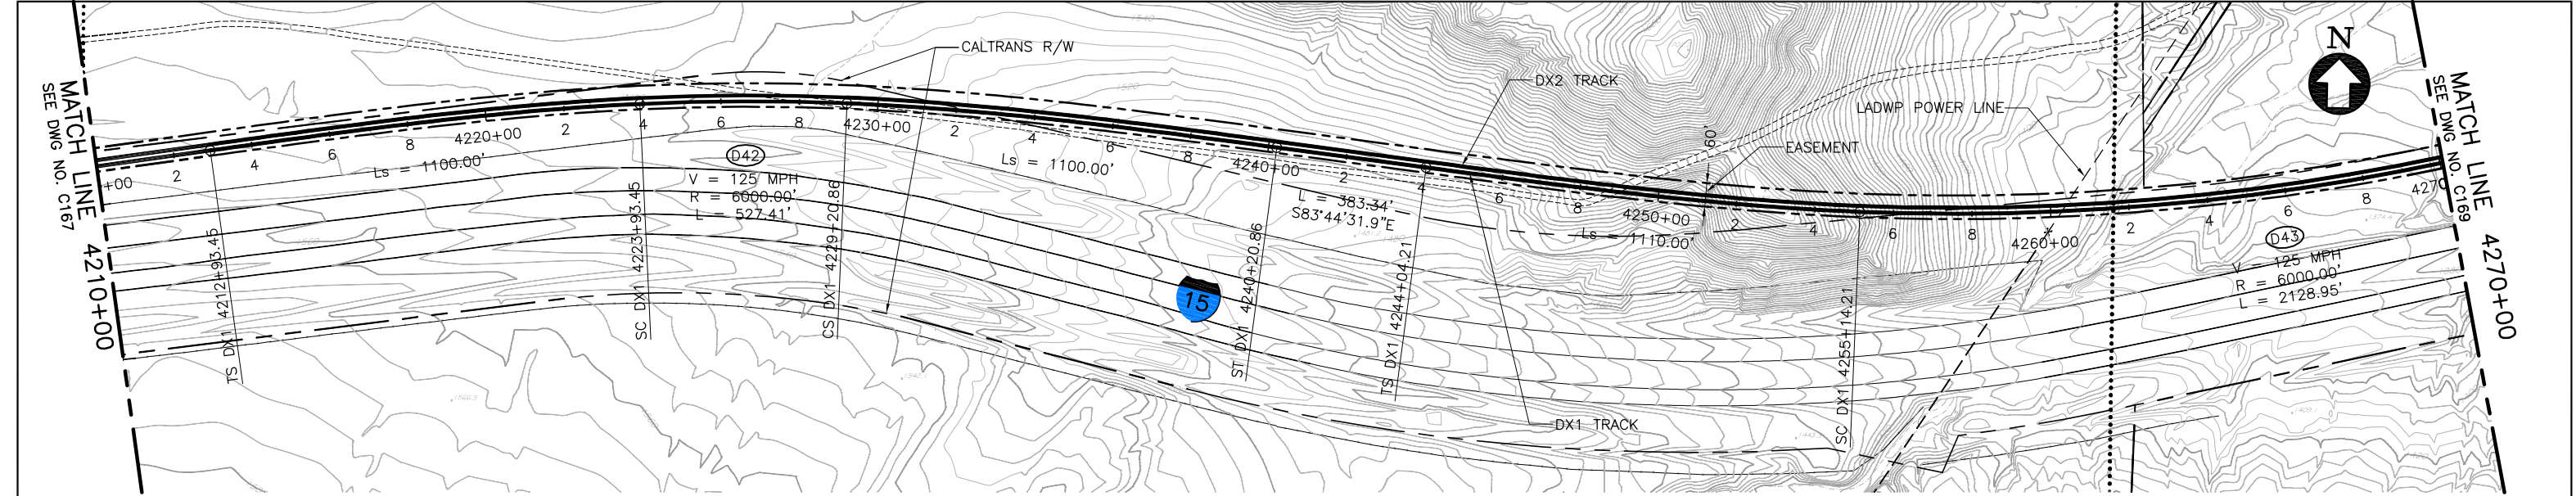 CALTRANS R/W
DX2 TRACK
N
LADWP POWER LINE
60'
EASEMENT
MATCH LINE 4210+00
SEE DWG NO. C167
MATCH LINE 4270+00
SEE DWG NO. C169
+00
2
4
6
8
4220+00
2
4
6
8
4230+00
2
4
6
8
4240+00
2
4
6
8
4250+00
2
4
6
8
4260+00
2
4
6
8
427
Ls = 1100.00'
D42
V = 125 MPH
R = 6000.00'
L = 527.41'
Ls = 1100.00'
L = 383.34'
S83°44'31.9"E
Ls = 1110.00'
D43
V = 125 MPH
R = 6000.00'
L = 2128.95'
TS DX1 4212+93.45
SC DX1 4223+93.45
CS DX1 4229+20.86
ST DX1 4240+20.86
TS DX1 4244+04.21
SC DX1 4255+14.21
15
DX1 TRACK